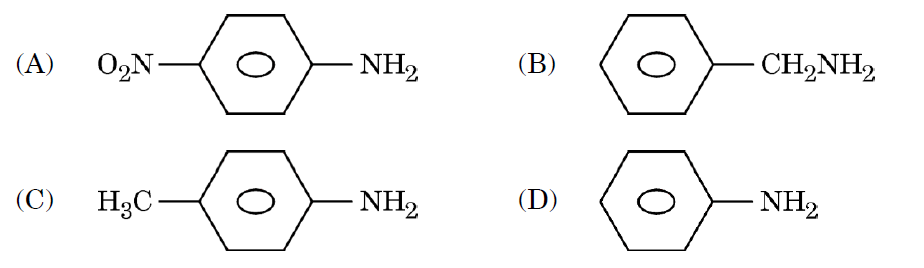 (A) O₂N NH₂ (B) CH₂NH₂
(C) H₃C NH₂ (D) NH₂